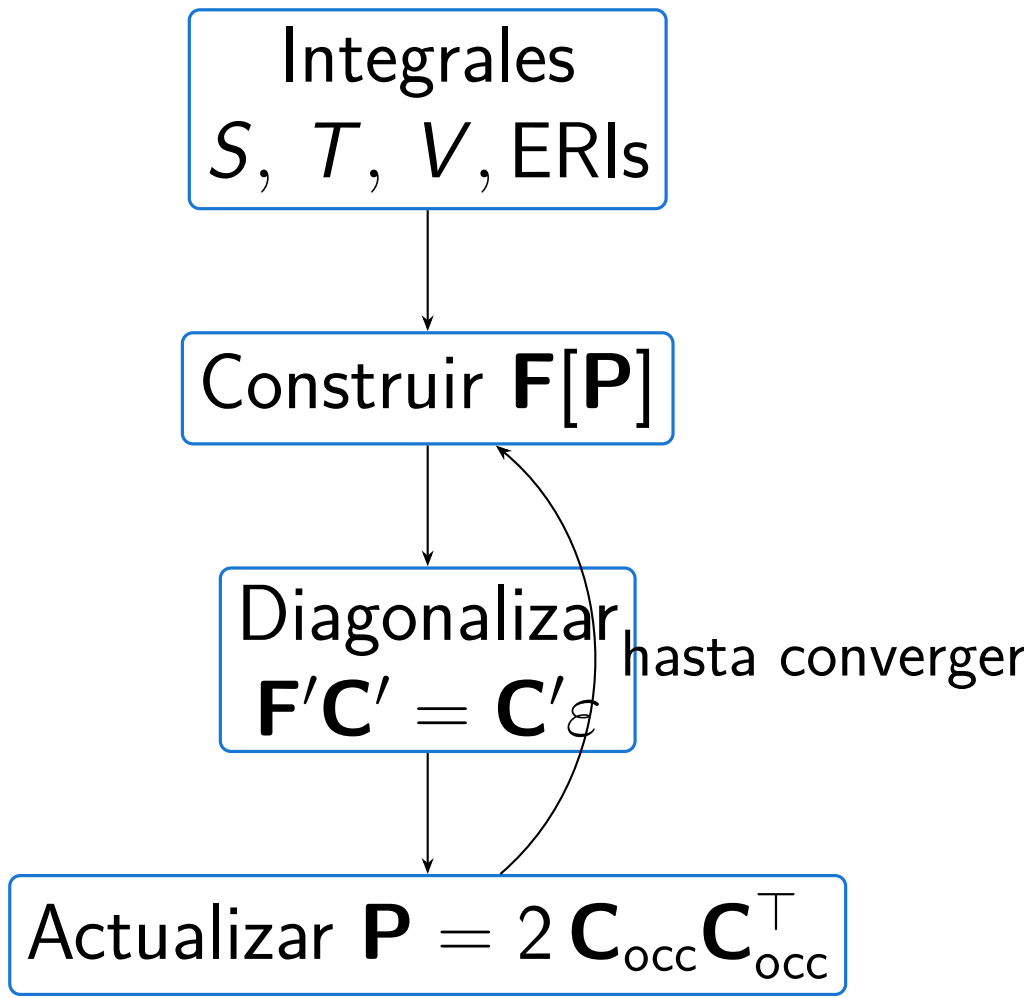 Integrales
S, T, V, ERIs
Construir F[P]
Diagonalizar
F′C′ = C′ε
hasta converger
Actualizar P = 2 C_occ C_occ^⊤